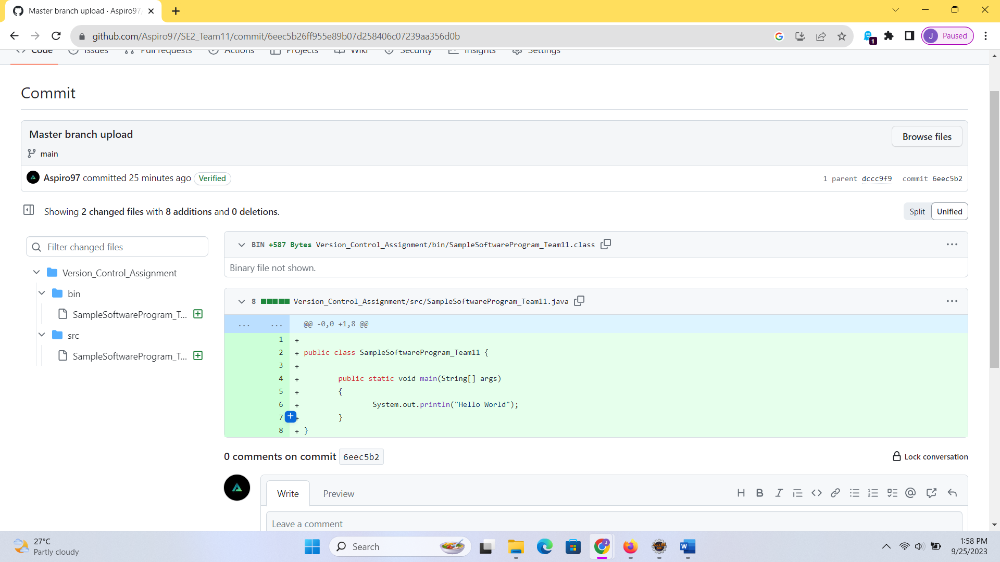 Master branch upload · Aspiro97
github.com/Aspiro97/SE2_Team11/commit/6eec5b26ff955e89b07d258406c07239aa356d0b
1
J Paused
Code Issues Pull requests Actions Projects Wiki Security Insights Settings
Commit
Master branch upload
Browse files
main
Aspiro97 committed 25 minutes ago Verified
1 parent dccc9f9 commit 6eec5b2
Showing 2 changed files with 8 additions and 0 deletions.
Split Unified
Filter changed files
Version_Control_Assignment
bin
SampleSoftwareProgram_T...
src
SampleSoftwareProgram_T...
BIN +587 Bytes Version_Control_Assignment/bin/SampleSoftwareProgram_Team11.class
Binary file not shown.
8 Version_Control_Assignment/src/SampleSoftwareProgram_Team11.java
... ... @@ -0,0 +1,8 @@
1 +
2 + public class SampleSoftwareProgram_Team11 {
3 +
4 + public static void main(String[] args)
5 + {
6 + System.out.println("Hello World");
7 + }
8 + }
0 comments on commit 6eec5b2
Lock conversation
Write Preview
Leave a comment
27°C
Partly cloudy
Search
1:58 PM
9/25/2023